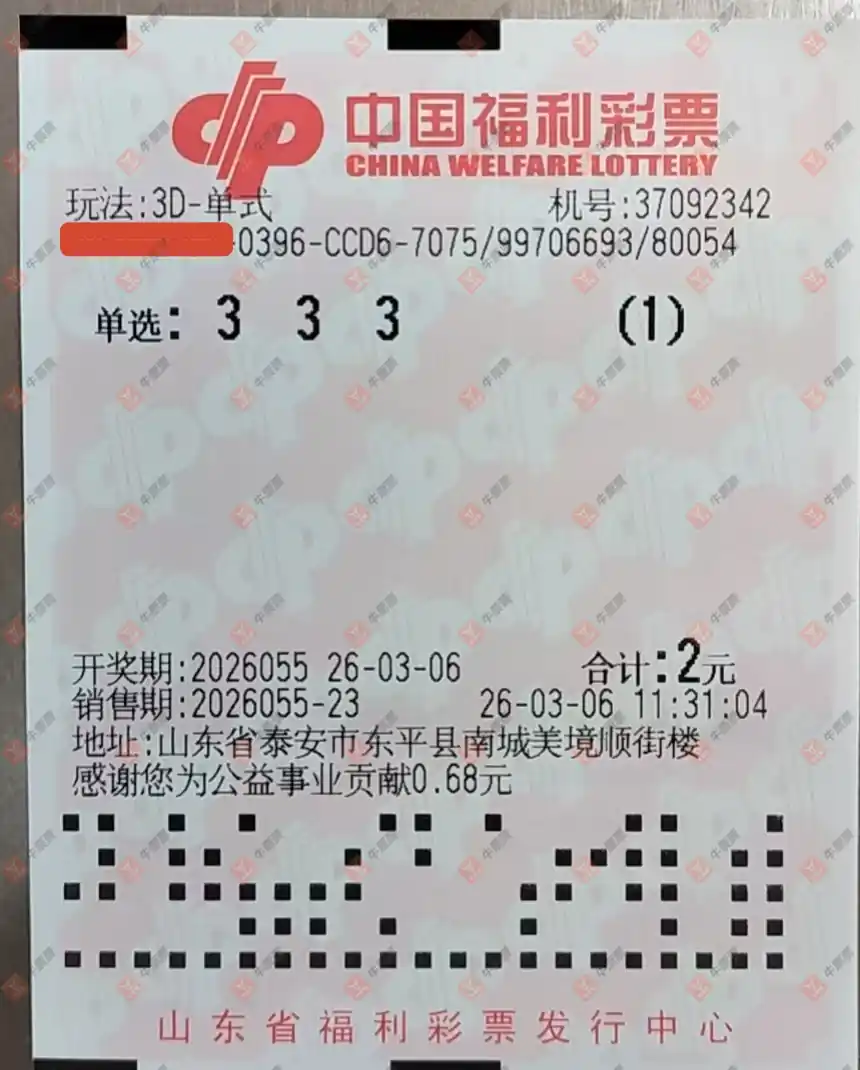 中国福利彩票
CHINA WELFARE LOTTERY
玩法:3D-单式 机号:37092342
-0396-CCD6-7075/99706693/80054
单选: 3 3 3 (1)
开奖期:2026055 26-03-06 合计:2元
销售期:2026055-23 26-03-06 11:31:04
地址:山东省泰安市东平县南城美境顺街楼
感谢您为公益事业贡献0.68元
山东省福利彩票发行中心